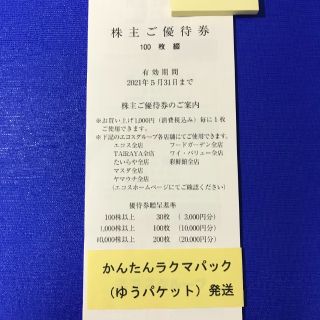 株主ご優待券
100 枚 綴
有効期間
2021年5月31日まで
株主ご優待券のご案内
※お買い上げ1,000円（消費税込み）毎に1枚
ご使用できます。
※下記のエコスグループ各店舗にてご使用できます。
エコス全店 フードガーデン全店
TAIRAYA全店 ワイ・バリュー全店
たいらや全店 彩鮮館全店
マスダ全店
ヤマウチ全店
（エコスホームページにてご確認ください）
優待券贈呈基準
100株以上 30枚 （ 3,000円分）
1,000株以上 100枚 （10,000円分）
10,000株以上 200枚 （20,000円分）
かんたんラクマパック
（ゆうパケット）発送